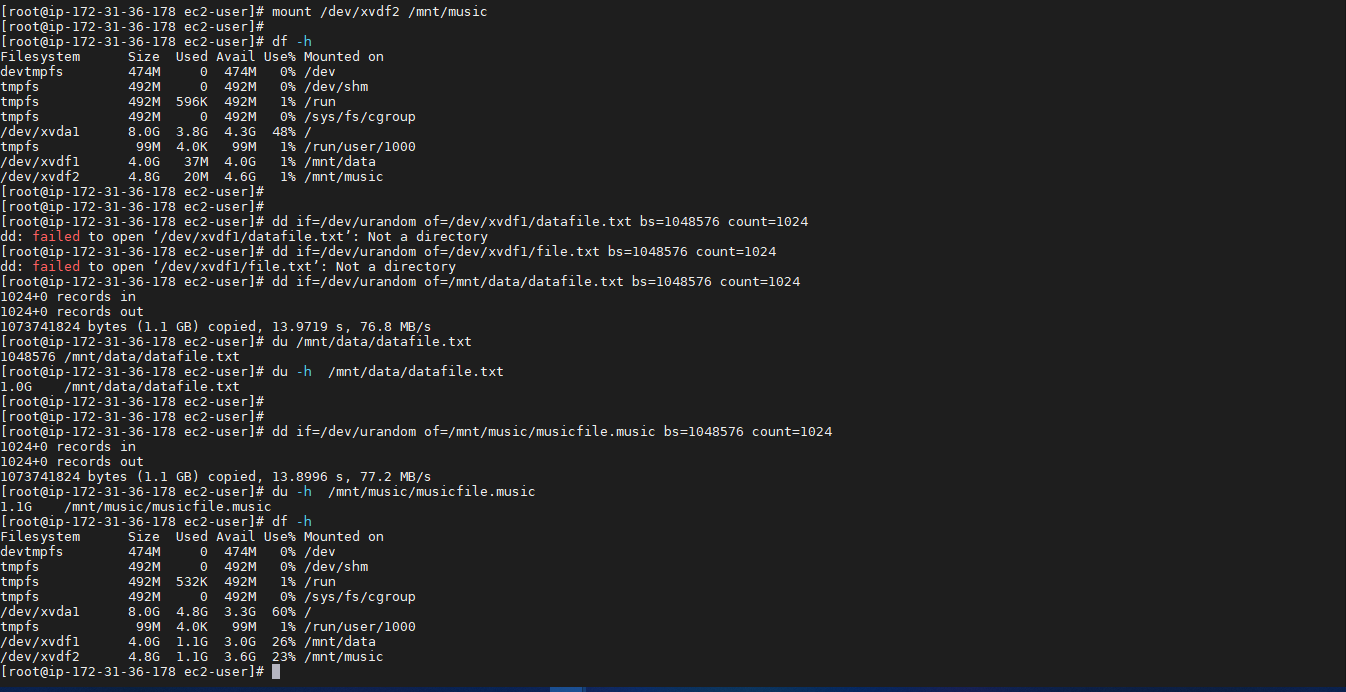 [root@ip-172-31-36-178 ec2-user]# mount /dev/xvdf2 /mnt/music
[root@ip-172-31-36-178 ec2-user]#
[root@ip-172-31-36-178 ec2-user]# df -h
Filesystem      Size  Used Avail Use% Mounted on
devtmpfs        474M     0  474M   0% /dev
tmpfs           492M     0  492M   0% /dev/shm
tmpfs           492M  596K  492M   1% /run
tmpfs           492M     0  492M   0% /sys/fs/cgroup
/dev/xvda1      8.0G  3.8G  4.3G  48% /
tmpfs            99M  4.0K   99M   1% /run/user/1000
/dev/xvdf1      4.0G   37M  4.0G   1% /mnt/data
/dev/xvdf2      4.8G   20M  4.6G   1% /mnt/music
[root@ip-172-31-36-178 ec2-user]#
[root@ip-172-31-36-178 ec2-user]#
[root@ip-172-31-36-178 ec2-user]# dd if=/dev/urandom of=/dev/xvdf1/datafile.txt bs=1048576 count=1024
dd: failed to open ‘/dev/xvdf1/datafile.txt’: Not a directory
[root@ip-172-31-36-178 ec2-user]# dd if=/dev/urandom of=/dev/xvdf1/file.txt bs=1048576 count=1024
dd: failed to open ‘/dev/xvdf1/file.txt’: Not a directory
[root@ip-172-31-36-178 ec2-user]# dd if=/dev/urandom of=/mnt/data/datafile.txt bs=1048576 count=1024
1024+0 records in
1024+0 records out
1073741824 bytes (1.1 GB) copied, 13.9719 s, 76.8 MB/s
[root@ip-172-31-36-178 ec2-user]# du /mnt/data/datafile.txt
1048576 /mnt/data/datafile.txt
[root@ip-172-31-36-178 ec2-user]# du -h  /mnt/data/datafile.txt
1.0G    /mnt/data/datafile.txt
[root@ip-172-31-36-178 ec2-user]#
[root@ip-172-31-36-178 ec2-user]#
[root@ip-172-31-36-178 ec2-user]# dd if=/dev/urandom of=/mnt/music/musicfile.music bs=1048576 count=1024
1024+0 records in
1024+0 records out
1073741824 bytes (1.1 GB) copied, 13.8996 s, 77.2 MB/s
[root@ip-172-31-36-178 ec2-user]# du -h  /mnt/music/musicfile.music
1.1G    /mnt/music/musicfile.music
[root@ip-172-31-36-178 ec2-user]# df -h
Filesystem      Size  Used Avail Use% Mounted on
devtmpfs        474M     0  474M   0% /dev
tmpfs           492M     0  492M   0% /dev/shm
tmpfs           492M  532K  492M   1% /run
tmpfs           492M     0  492M   0% /sys/fs/cgroup
/dev/xvda1      8.0G  4.8G  3.3G  60% /
tmpfs            99M  4.0K   99M   1% /run/user/1000
/dev/xvdf1      4.0G  1.1G  3.0G  26% /mnt/data
/dev/xvdf2      4.8G  1.1G  3.6G  23% /mnt/music
[root@ip-172-31-36-178 ec2-user]#